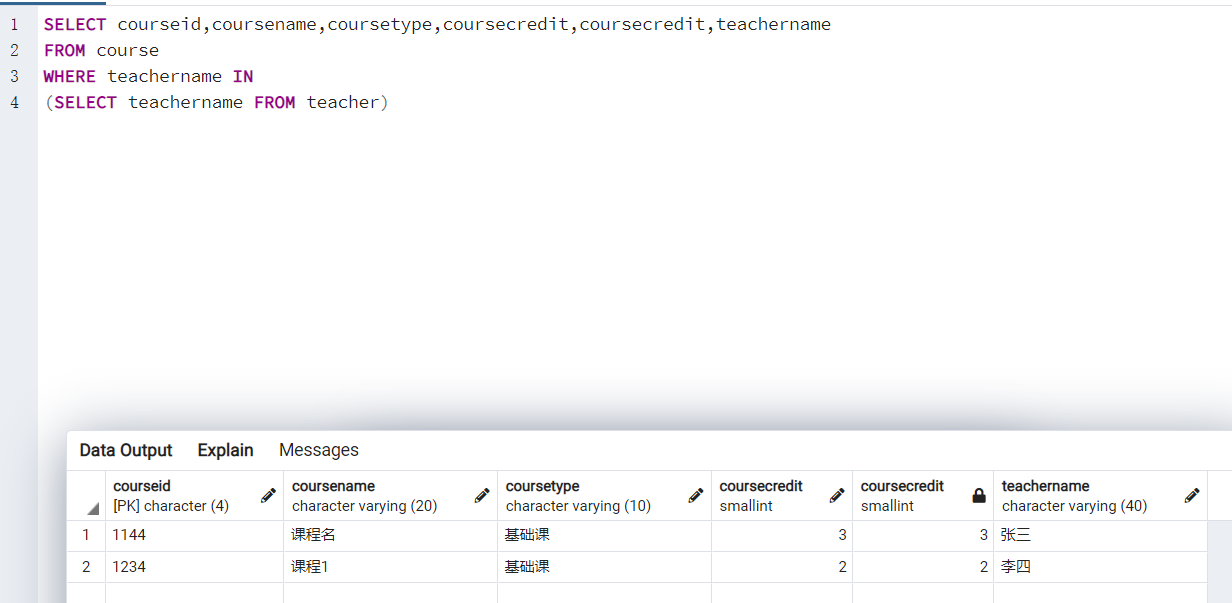 1 SELECT courseid,coursename,coursetype,coursecredit,coursecredit,teachername
2 FROM course
3 WHERE teachername IN
4 (SELECT teachername FROM teacher)
Data Output Explain Messages
courseid coursename coursetype coursecredit coursecredit teachername
[PK] character (4) character varying (20) character varying (10) smallint smallint character varying (40)
1 1144 课程名 基础课 3 3 张三
2 1234 课程1 基础课 2 2 李四